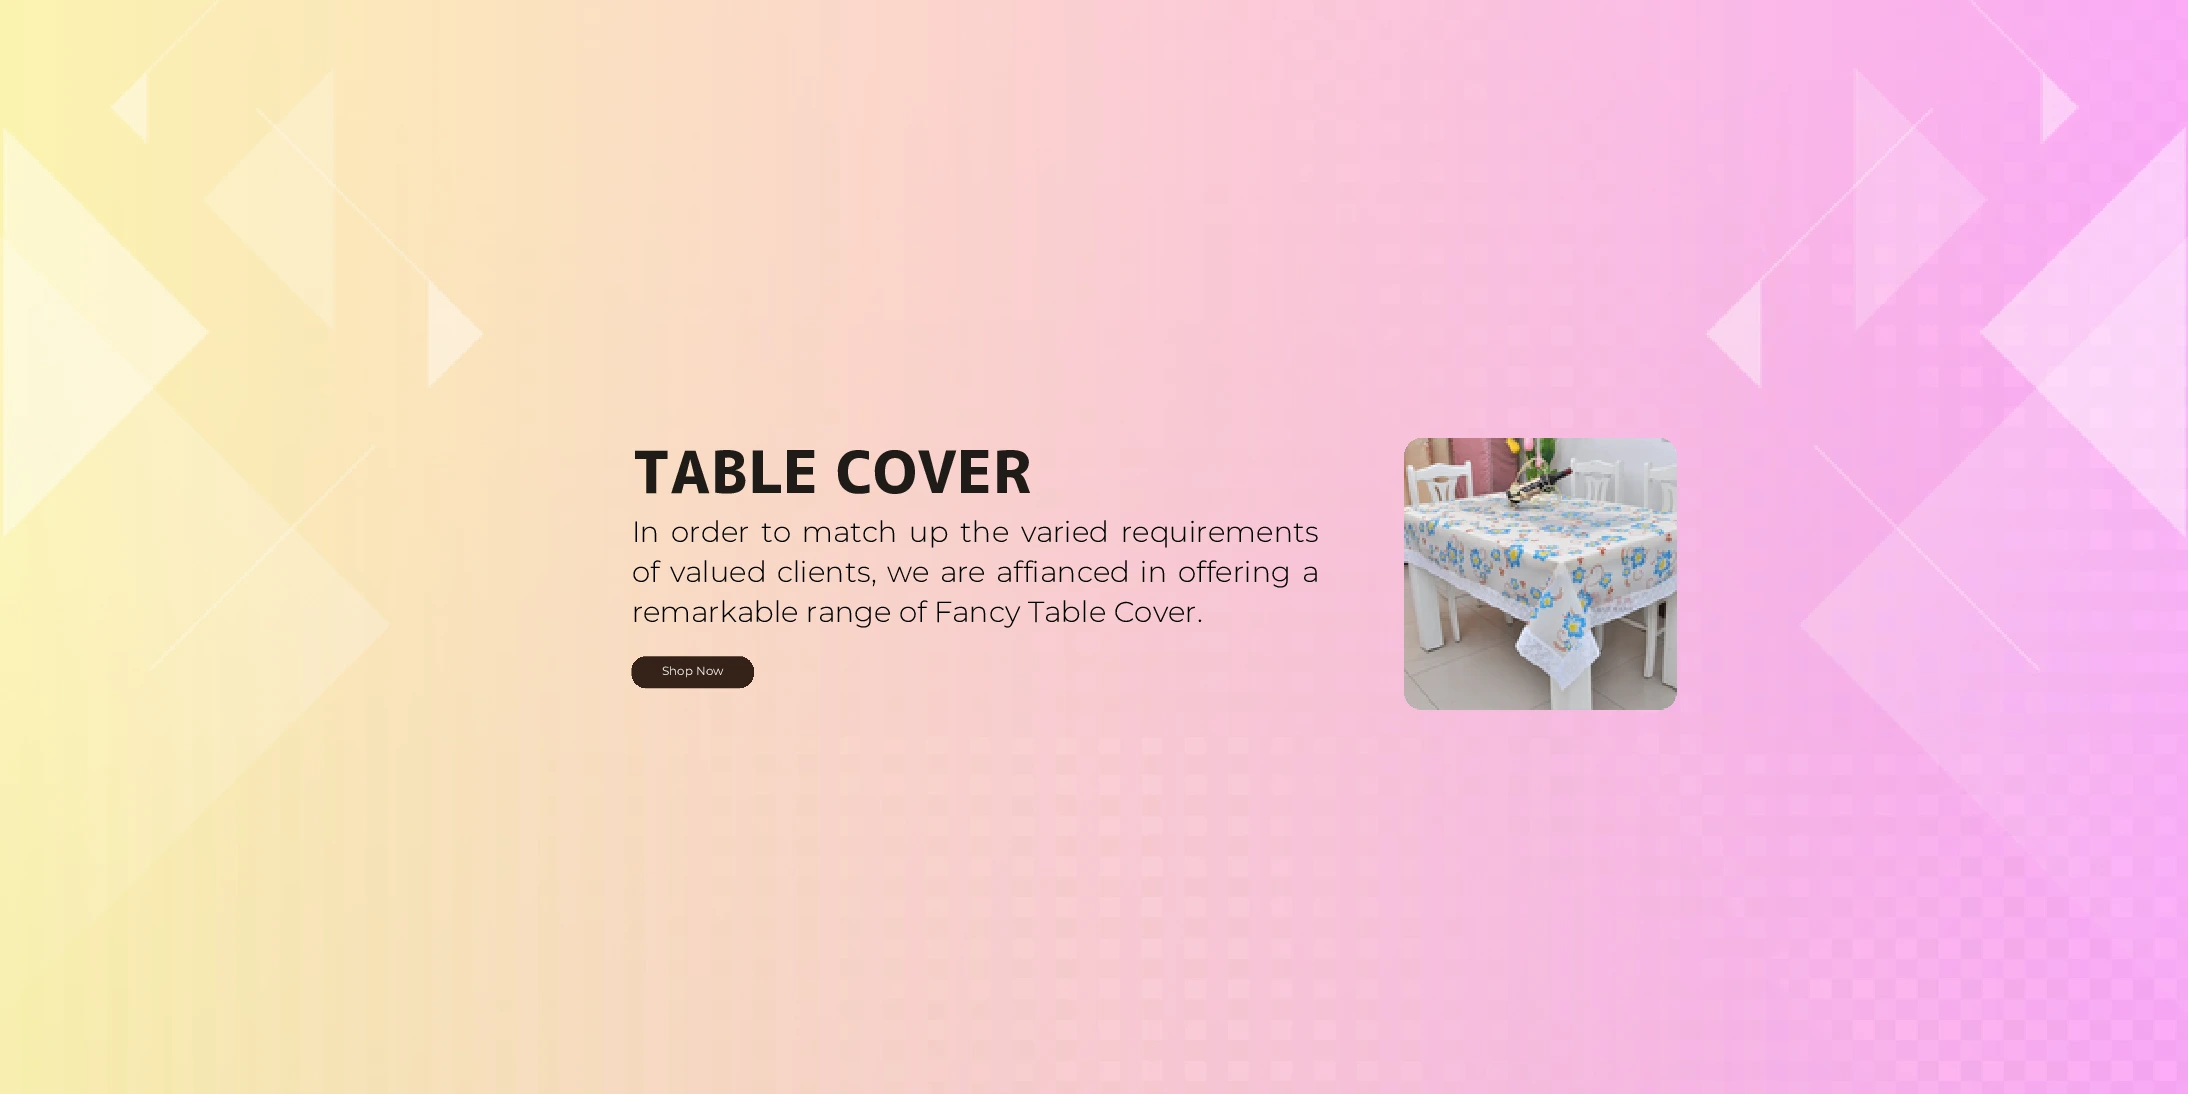 TABLE COVER
In order to match up the varied requirements
of valued clients, we are affianced in offering a
remarkable range of Fancy Table Cover.
Shop Now